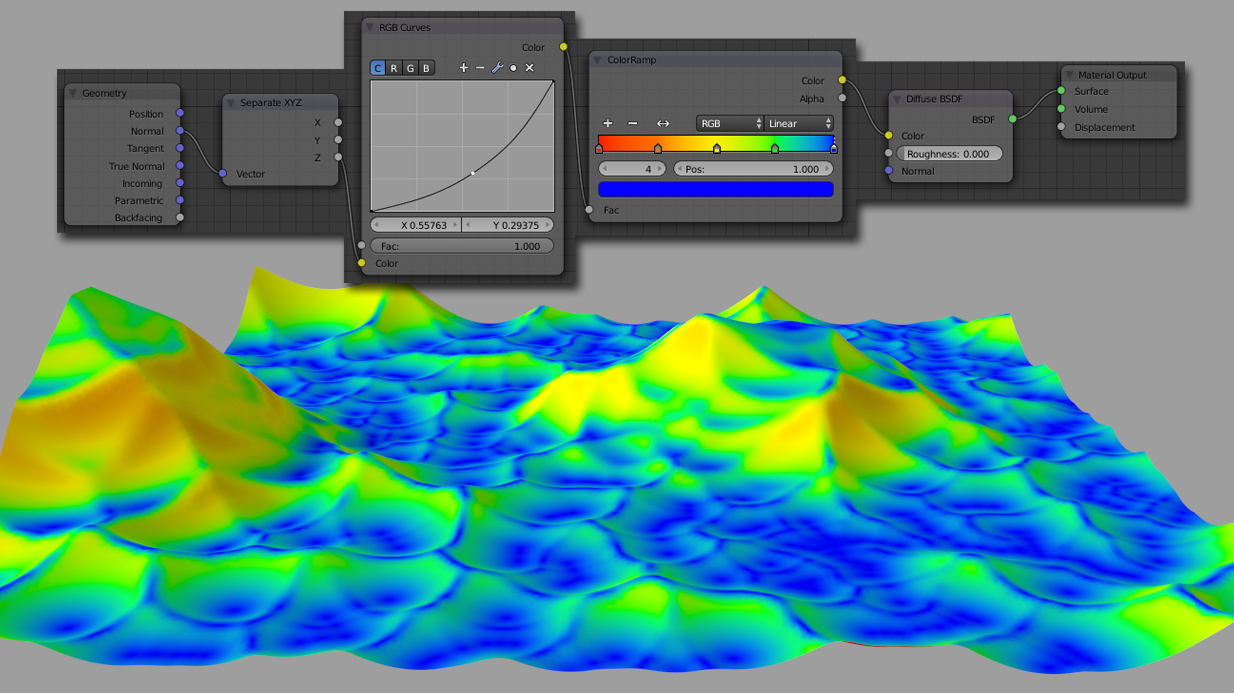 Geometry
Position
Normal
Tangent
True Normal
Incoming
Parametric
Backfacing
Separate XYZ
X
Y
Z
Vector
RGB Curves
Color
C R G B
X 0.55763 Y 0.29375
Fac: 1.000
Color
ColorRamp
Color
Alpha
RGB Linear
4 Pos: 1.000
Fac
Diffuse BSDF
BSDF
Color
Roughness: 0.000
Normal
Material Output
Surface
Volume
Displacement